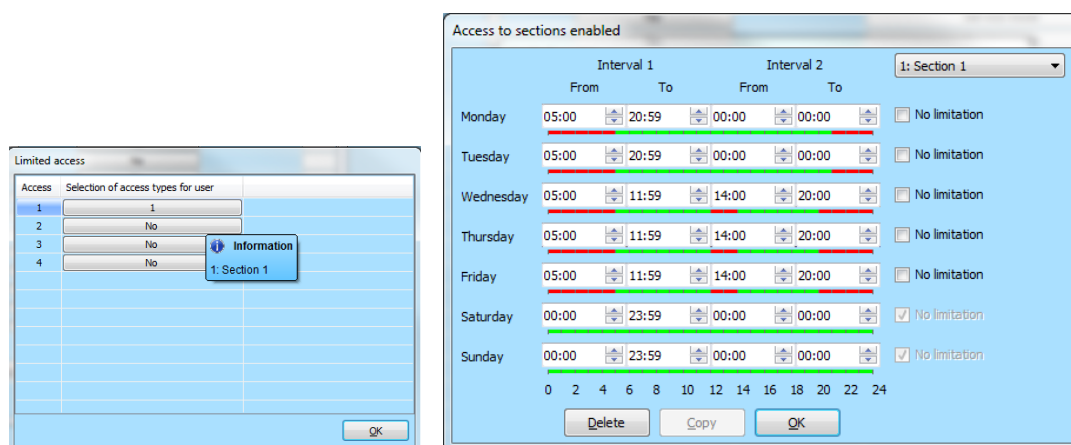 Limited access
No
Access Selection of access types for user
1 1
2 No
3 No
4 No
Information
1: Section 1
OK
Access to sections enabled
Interval 1 Interval 2 1: Section 1
From To From To
Monday 05:00 20:59 00:00 00:00 No limitation
Tuesday 05:00 20:59 00:00 00:00 No limitation
Wednesday 05:00 11:59 14:00 20:00 No limitation
Thursday 05:00 11:59 14:00 20:00 No limitation
Friday 05:00 11:59 14:00 20:00 No limitation
Saturday 00:00 23:59 00:00 00:00 No limitation
Sunday 00:00 23:59 00:00 00:00 No limitation
0 2 4 6 8 10 12 14 16 18 20 22 24
Delete Copy OK